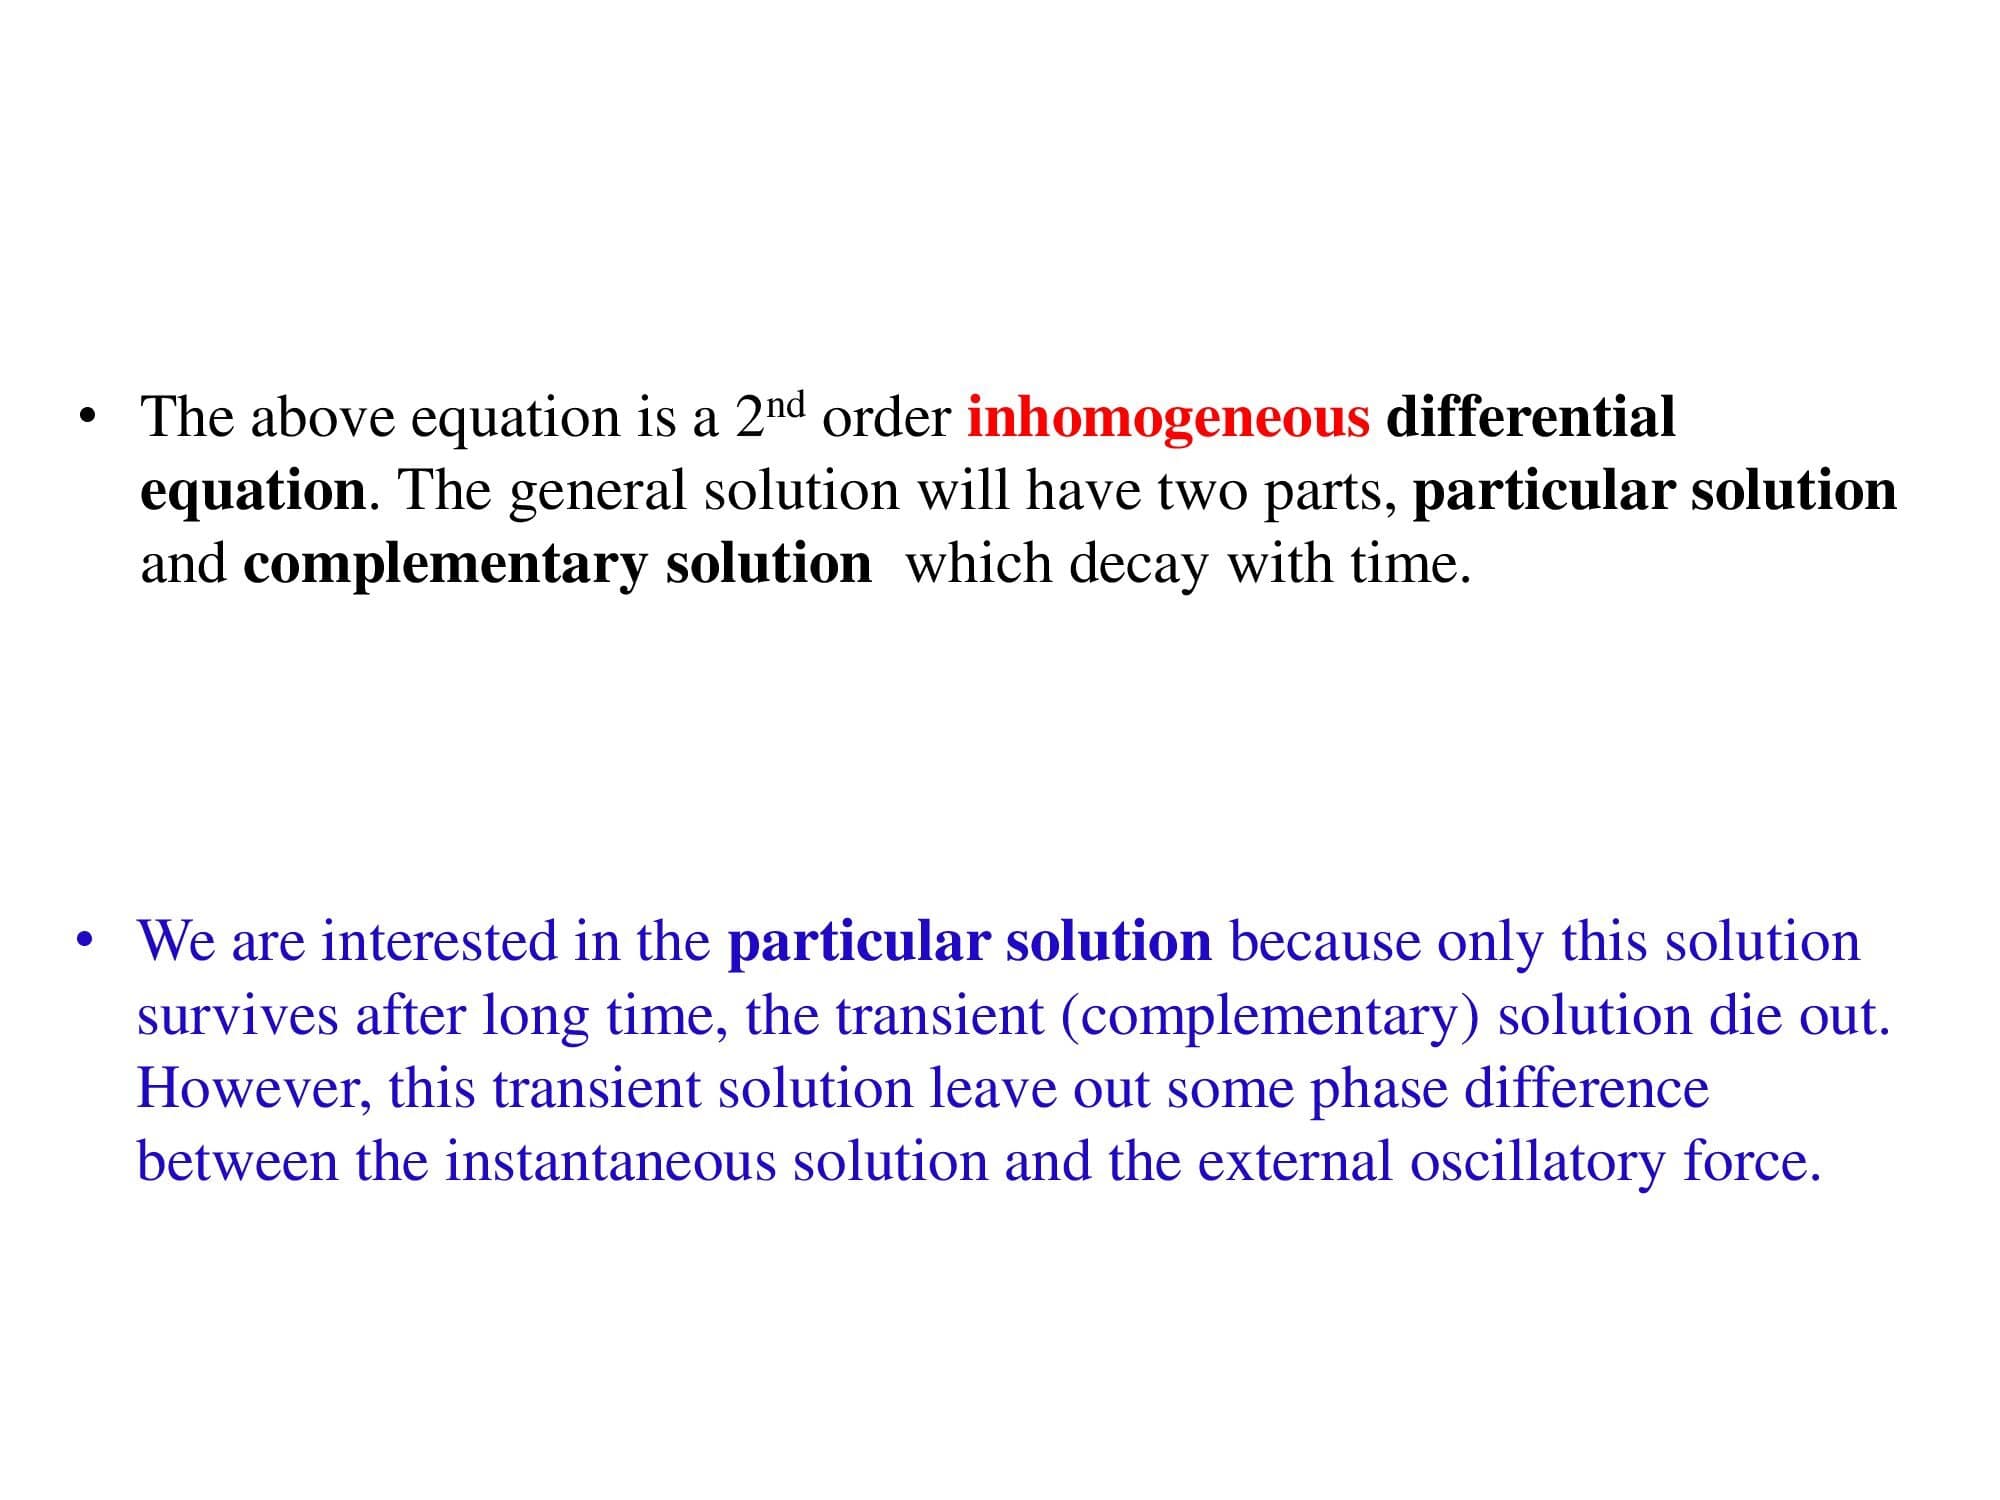 • The above equation is a 2nd order inhomogeneous differential
equation. The general solution will have two parts, particular solution
and complementary solution  which decay with time.
• We are interested in the particular solution because only this solution
survives after long time, the transient (complementary) solution die out.
However, this transient solution leave out some phase difference
between the instantaneous solution and the external oscillatory force.